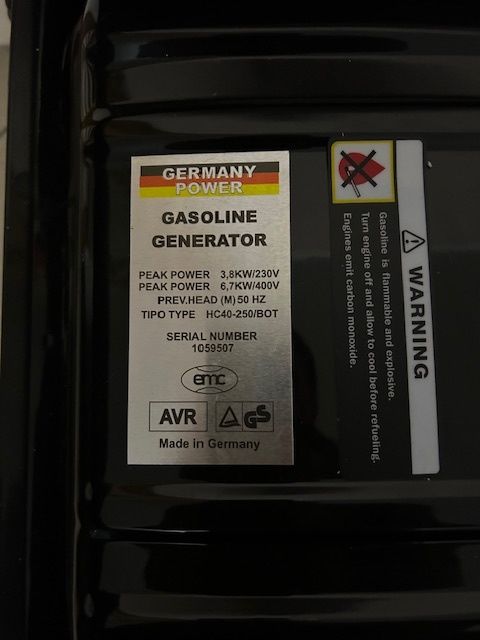 GERMANY
POWER
GASOLINE
GENERATOR
PEAK POWER 3,8KW/230V
PEAK POWER 6,7KW/400V
PREV.HEAD (M) 50 HZ
TIPO TYPE HC40-250/BOT
SERIAL NUMBER
1059507
emc
AVR
GS
Made in Germany
WARNING
Gasoline is flammable and explosive.
Turn engine off and allow to cool before refueling.
Engines emit carbon monoxide.